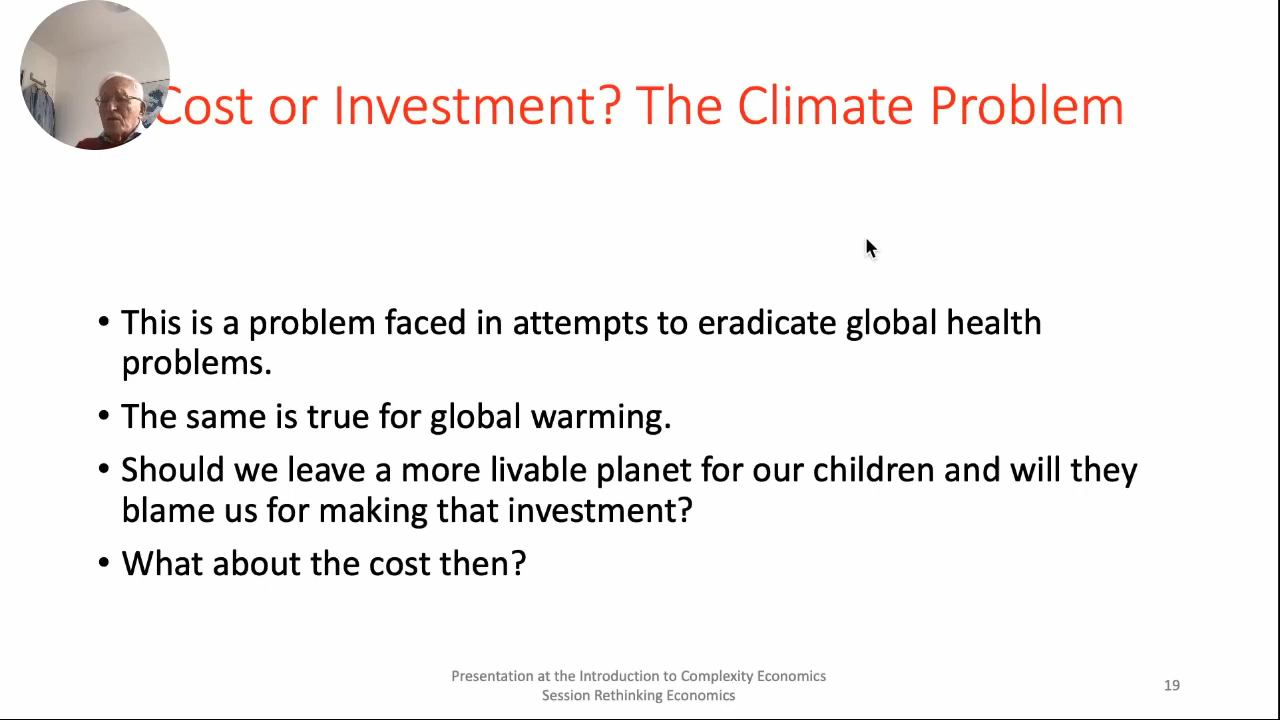 Cost or Investment? The Climate Problem
• This is a problem faced in attempts to eradicate global health
problems.
• The same is true for global warming.
• Should we leave a more livable planet for our children and will they
blame us for making that investment?
• What about the cost then?
Presentation at the Introduction to Complexity Economics
Session Rethinking Economics
19